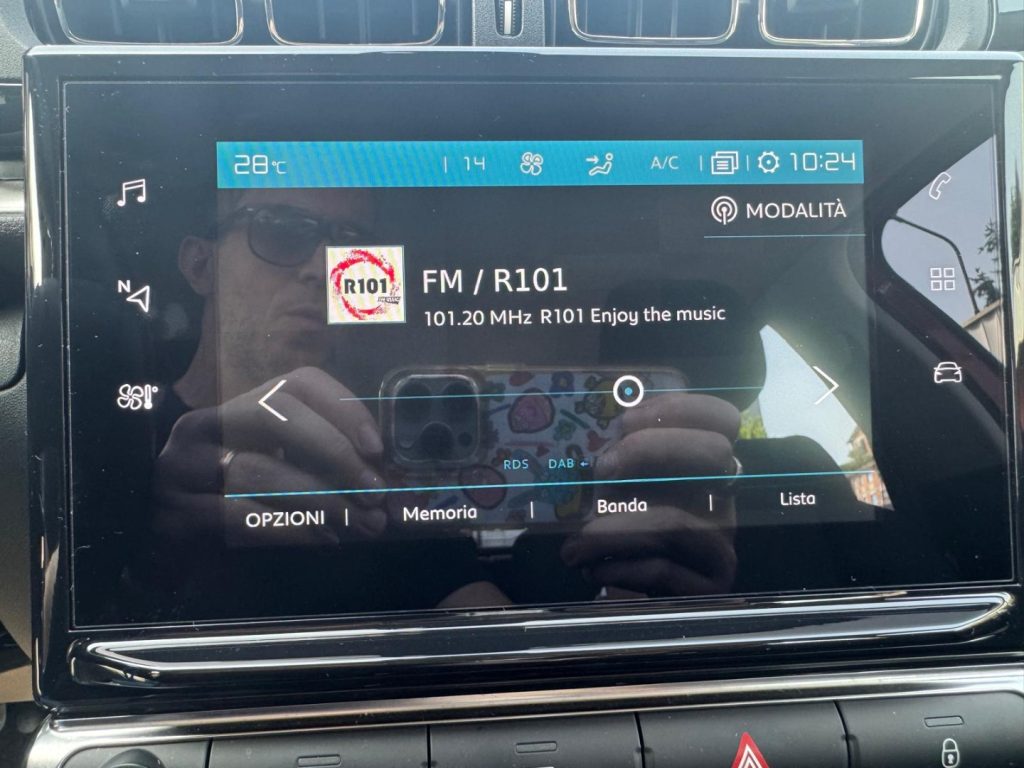 28°C | 14 A/C | | 10:24
MODALITÀ
N
R101
FM / R101
101.20 MHz R101 Enjoy the music
RDS DAB
OPZIONI | Memoria | Banda | Lista